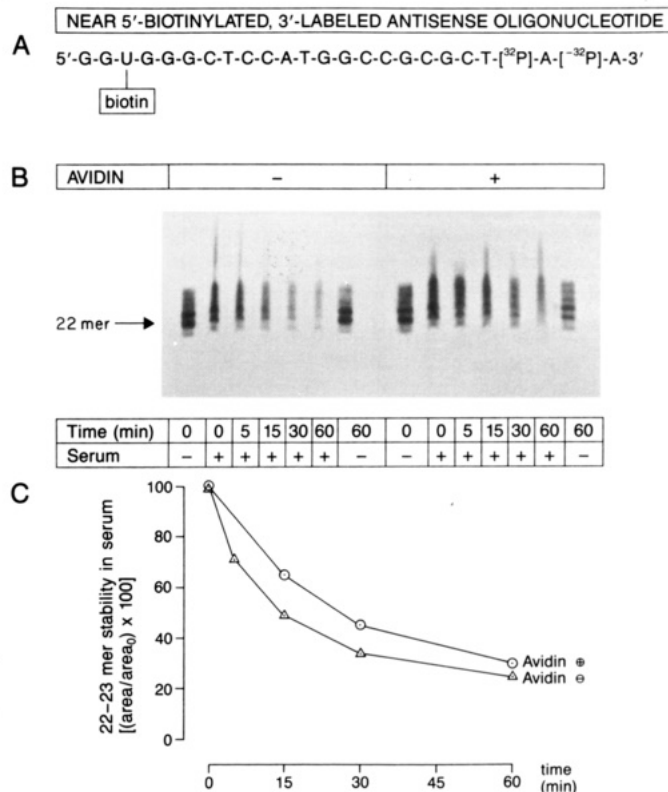 NEAR 5′-BIOTINYLATED, 3′-LABELED ANTISENSE OLIGONUCLEOTIDE
A
5′-G-G-U-G-G-G-C-T-C-C-A-T-G-G-C-C-G-C-G-C-T-[³²P]-A-[⁻³²P]-A-3′
biotin
B
AVIDIN − +
22 mer
Time (min) 0 0 5 15 30 60 60 0 0 5 15 30 60 60
Serum − + + + + + − − + + + + + −
C
22–23 mer stability in serum
[(area/area₀) x 100]
100
80
60
40
20
0
Avidin ⊕
Avidin ⊖
0 15 30 45 60 time
(min)